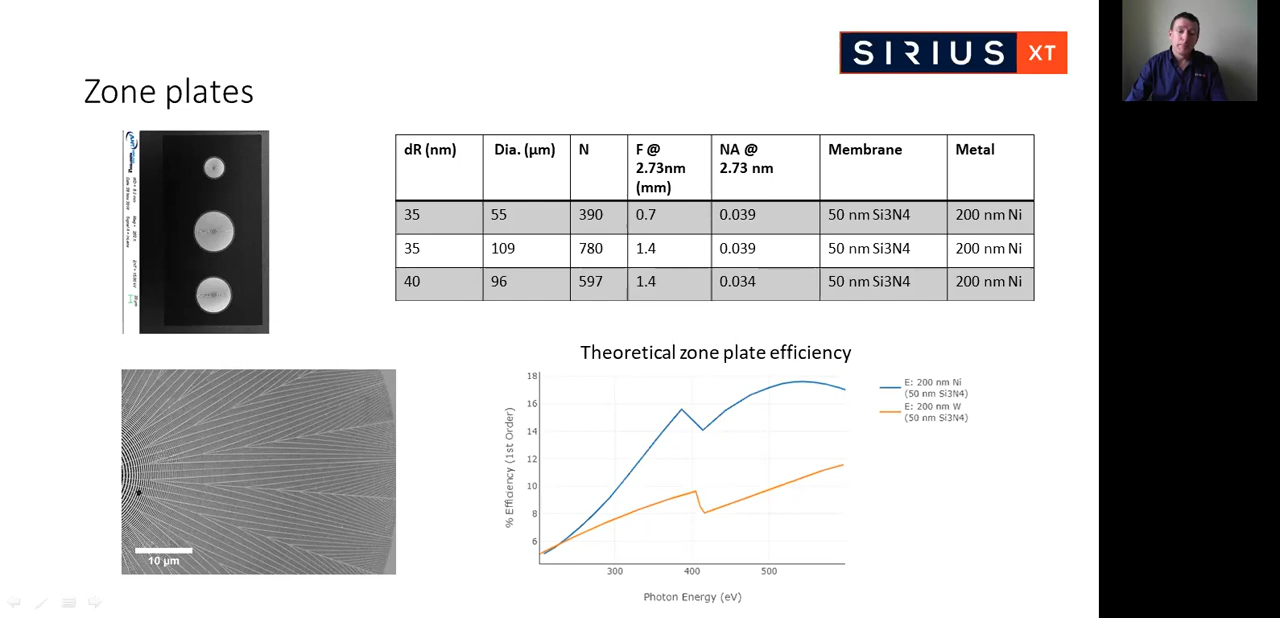 SIRIUS XT
Zone plates
dR (nm) Dia. (µm) N F @ 2.73nm (mm) NA @ 2.73 nm Membrane Metal
35 55 390 0.7 0.039 50 nm Si3N4 200 nm Ni
35 109 780 1.4 0.039 50 nm Si3N4 200 nm Ni
40 96 597 1.4 0.034 50 nm Si3N4 200 nm Ni
10 µm
Theoretical zone plate efficiency
% Efficiency (1st Order)
18
16
14
12
10
8
6
300 400 500
Photon Energy (eV)
E: 200 nm Ni
(50 nm Si3N4)
E: 200 nm W
(50 nm Si3N4)